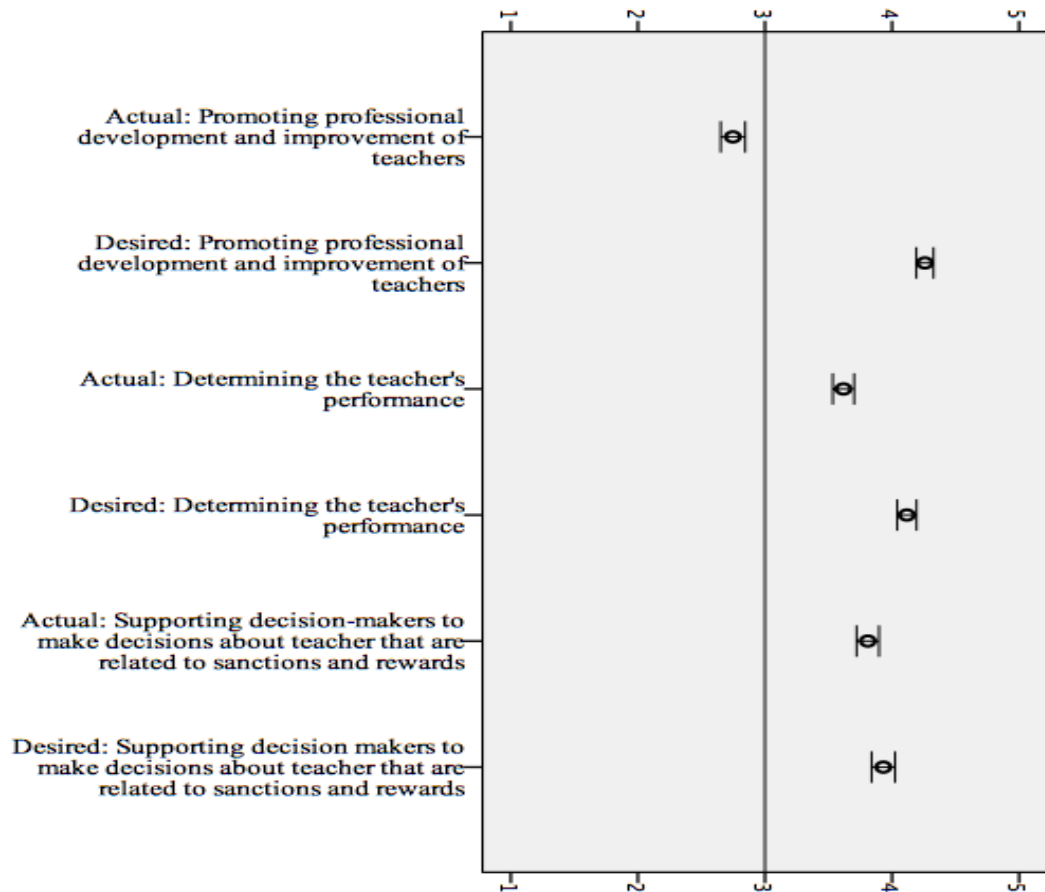 1 2 3 4 5
Actual: Promoting professional
development and improvement of
teachers
Desired: Promoting professional
development and improvement of
teachers
Actual: Determining the teacher's
performance
Desired: Determining the teacher's
performance
Actual: Supporting decision-makers to
make decisions about teacher that are
related to sanctions and rewards
Desired: Supporting decision makers to
make decisions about teacher that are
related to sanctions and rewards
1 2 3 4 5